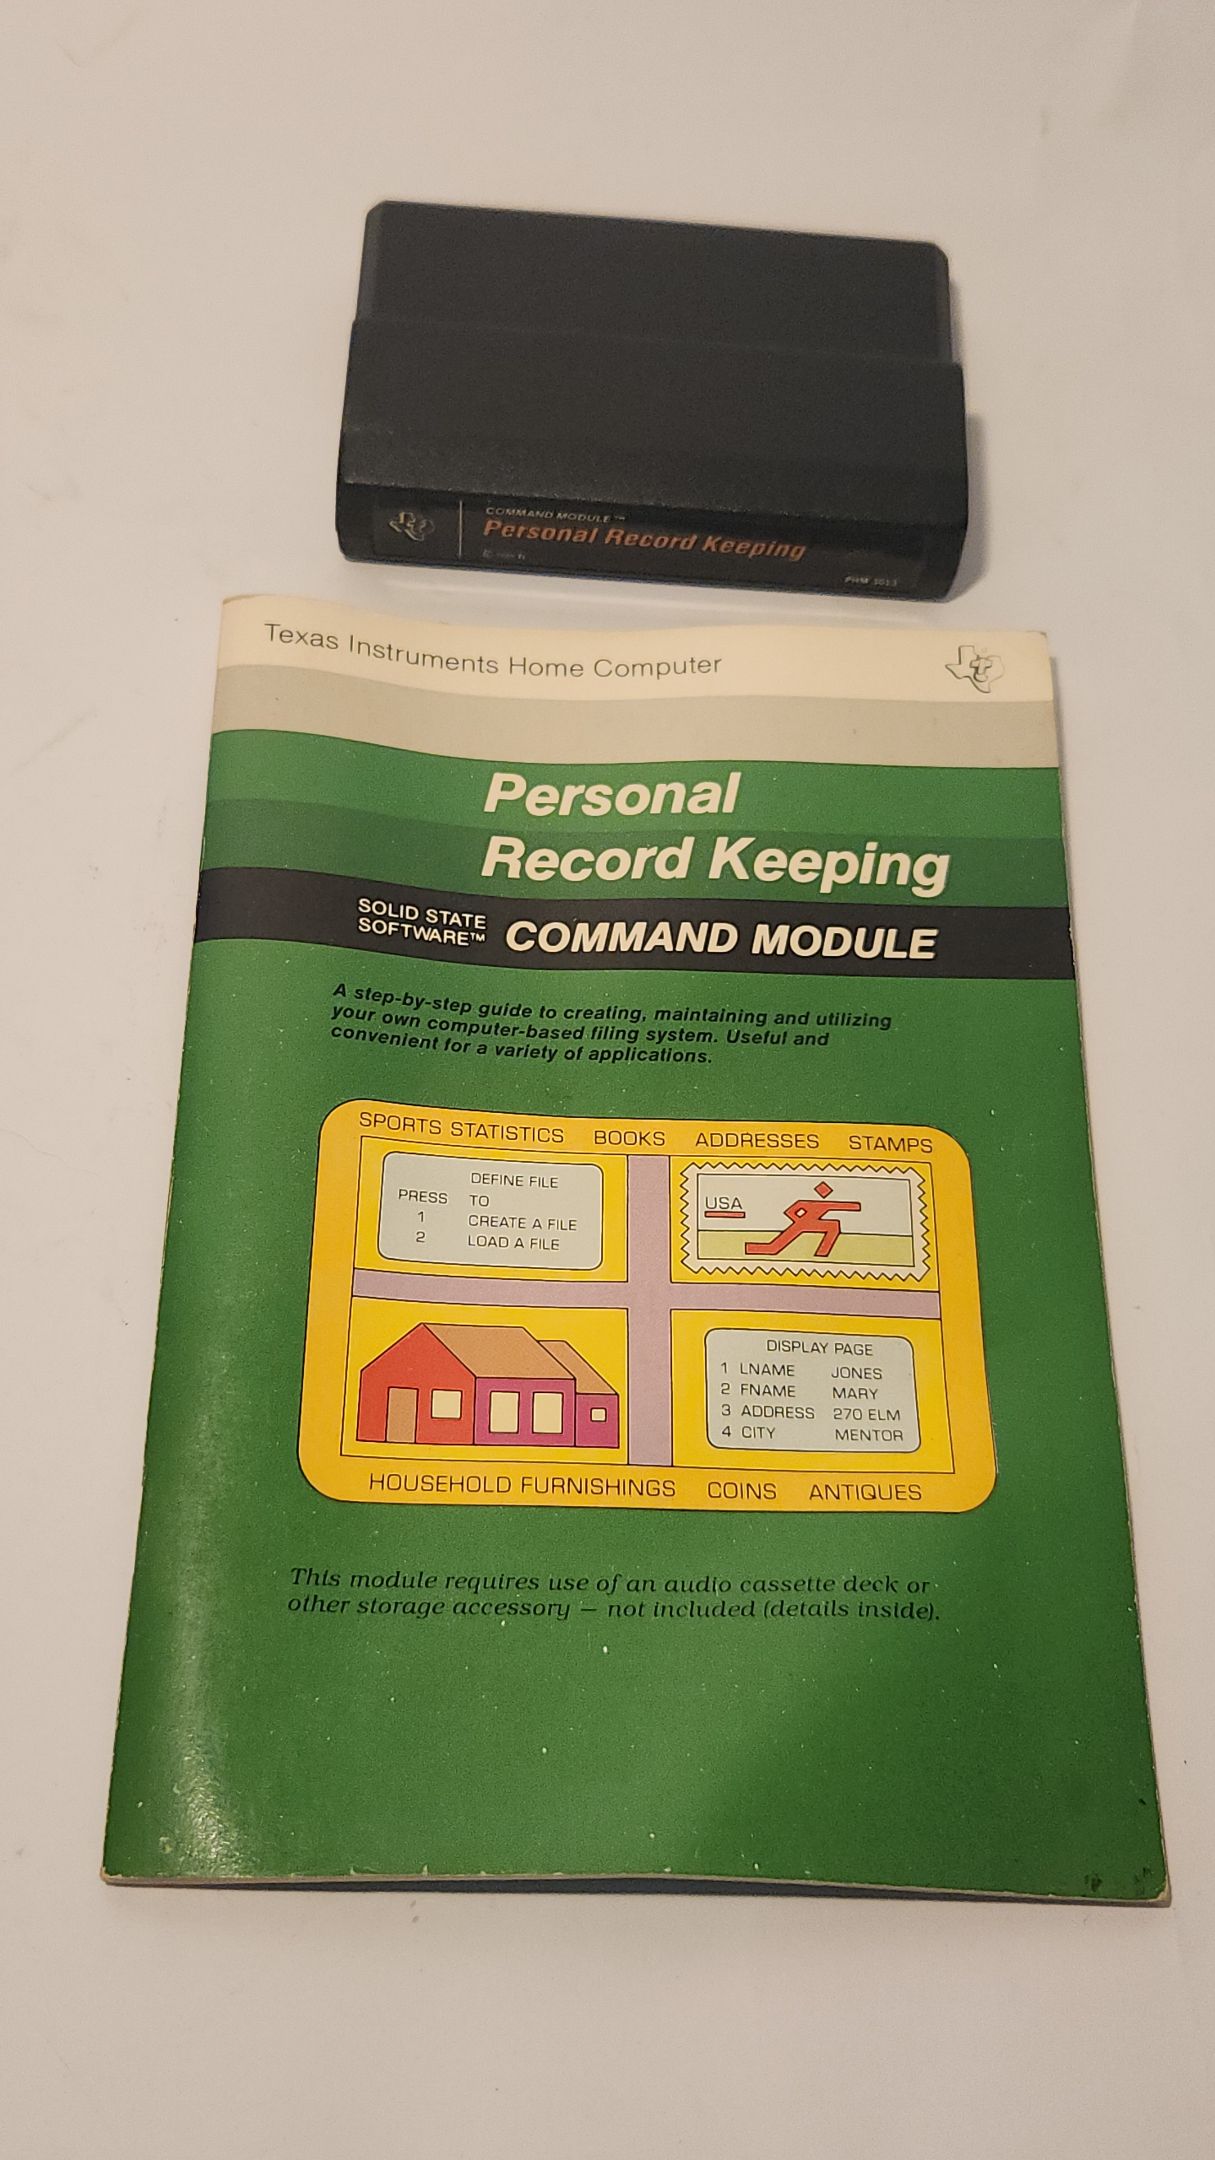 COMMAND MODULE™
Personal Record Keeping
PHM 3013
Texas Instruments Home Computer
Personal
Record Keeping
SOLID STATE
SOFTWARE™
COMMAND MODULE
A step-by-step guide to creating, maintaining and utilizing
your own computer-based filing system. Useful and
convenient for a variety of applications.
SPORTS STATISTICS BOOKS ADDRESSES STAMPS
DEFINE FILE
PRESS TO
1 CREATE A FILE
2 LOAD A FILE
USA
DISPLAY PAGE
1 LNAME JONES
2 FNAME MARY
3 ADDRESS 270 ELM
4 CITY MENTOR
HOUSEHOLD FURNISHINGS COINS ANTIQUES
This module requires use of an audio cassette deck or
other storage accessory — not included (details inside).